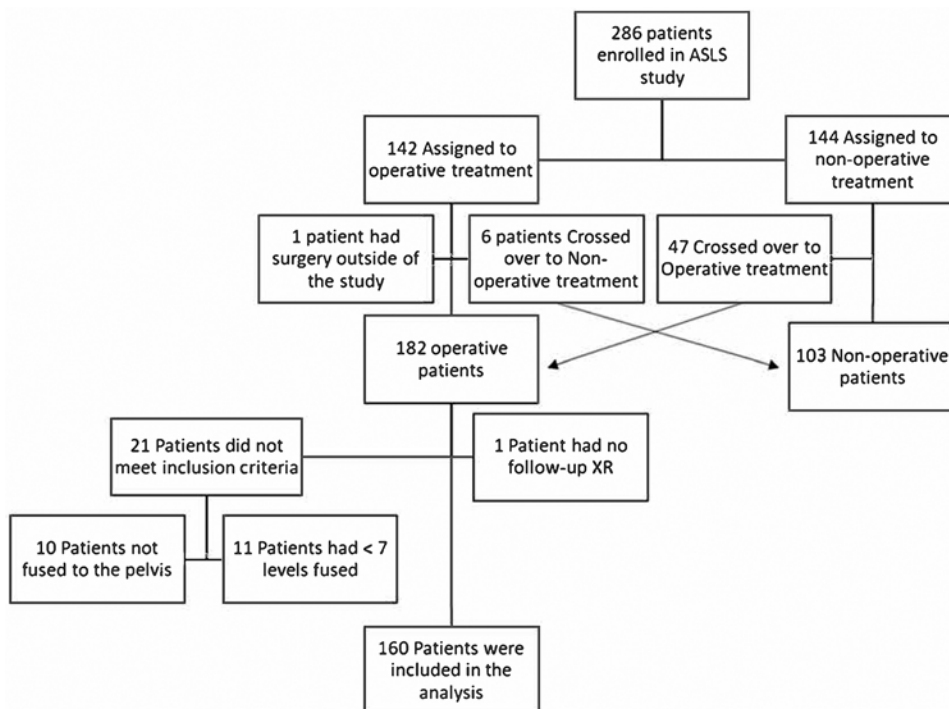 286 patients
enrolled in ASLS
study
142 Assigned to
operative treatment
144 Assigned to
non-operative
treatment
1 patient had
surgery outside of
the study
6 patients Crossed
over to Non-
operative treatment
47 Crossed over to
Operative treatment
182 operative
patients
103 Non-operative
patients
21 Patients did not
meet inclusion criteria
1 Patient had no
follow-up XR
10 Patients not
fused to the pelvis
11 Patients had < 7
levels fused
160 Patients were
included in the
analysis